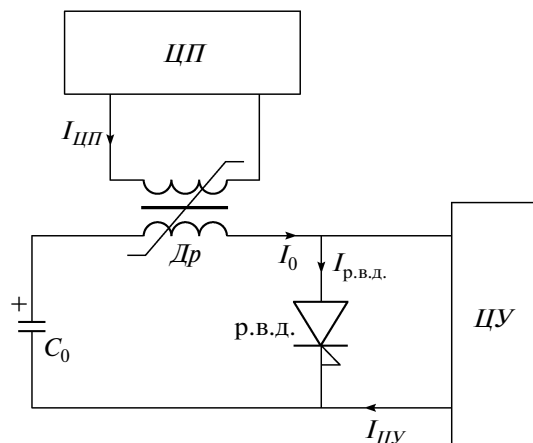 ЦП
I_ЦП
I_0
I_р.в.д.
Др
+
р.в.д.
ЦУ
C_0
I_ЦУ